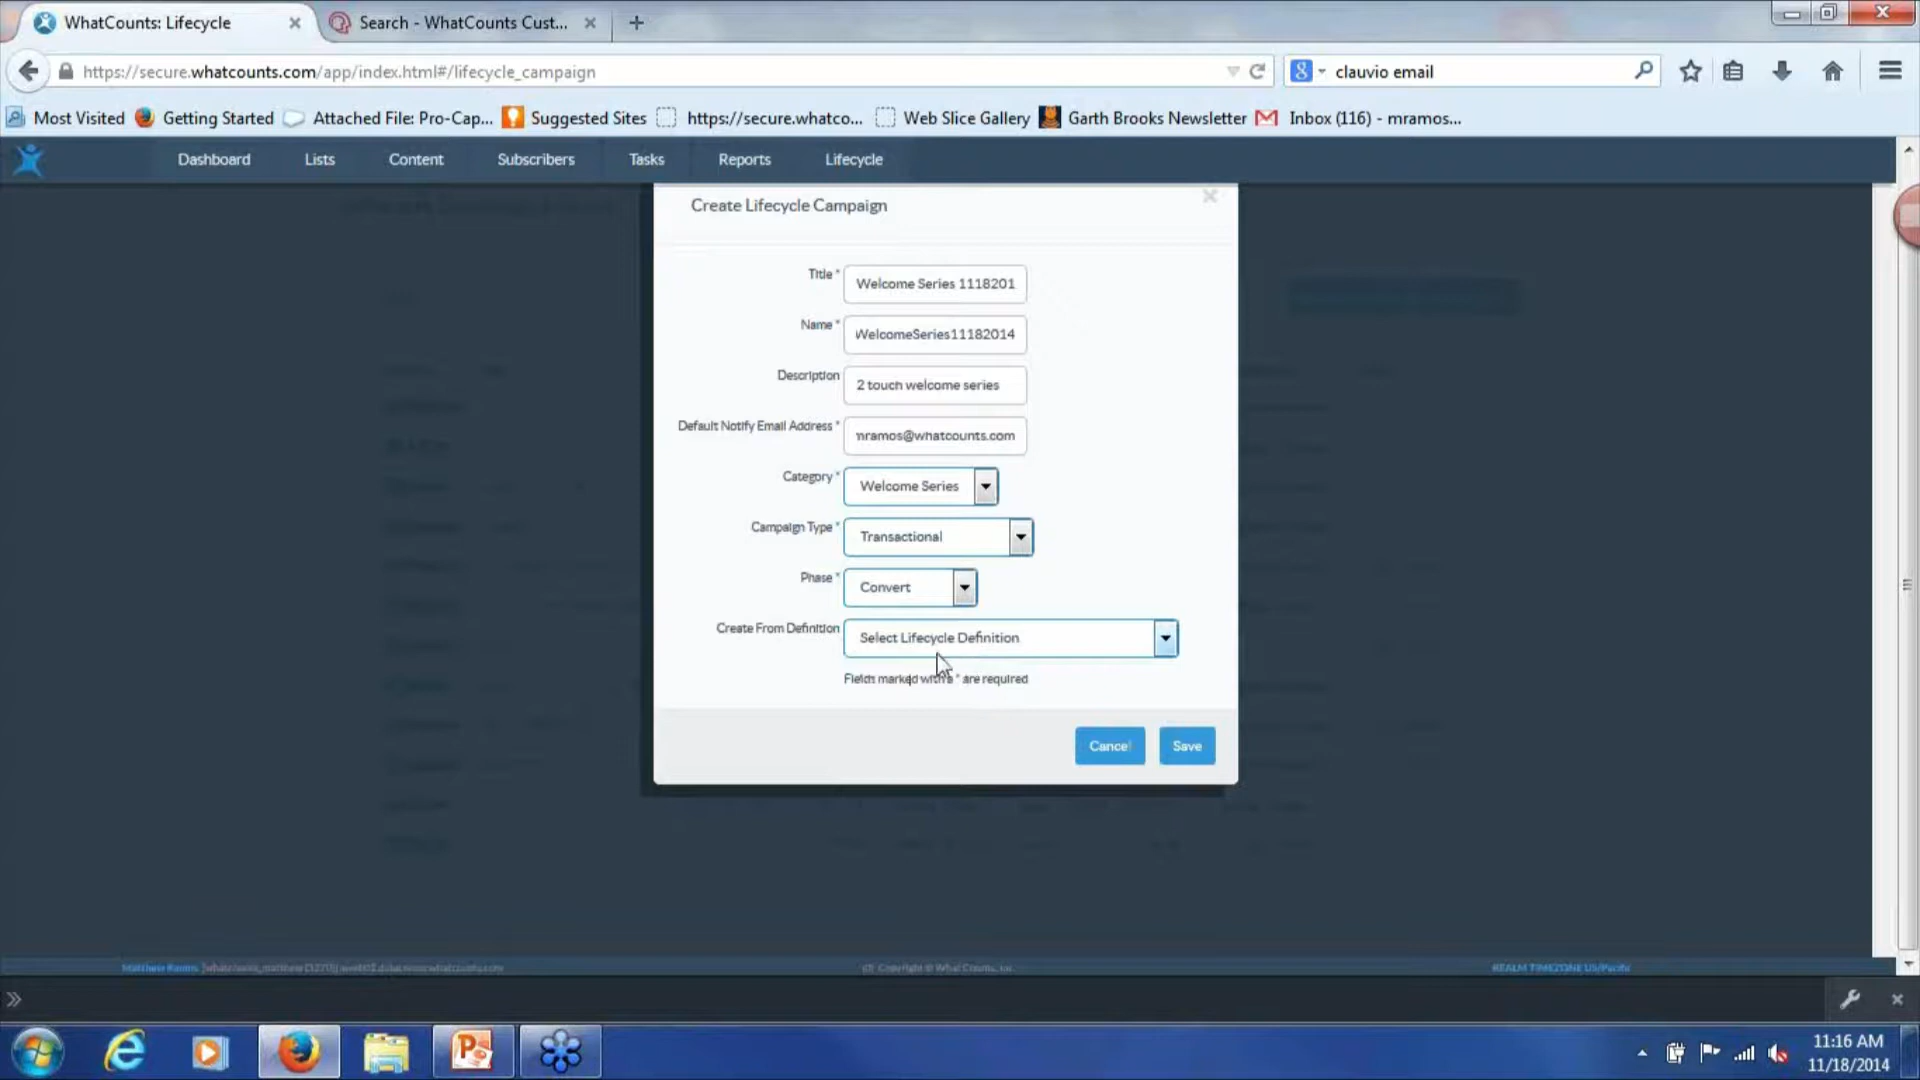 WhatCounts: Lifecycle
Search - WhatCounts Cust...
https://secure.whatcounts.com/app/index.html#/lifecycle_campaign
clauvio email
Most Visited
Getting Started
Attached File: Pro-Cap...
Suggested Sites
https://secure.whatco...
Web Slice Gallery
Garth Brooks Newsletter
Inbox (116) - mramos...
Dashboard
Lists
Content
Subscribers
Tasks
Reports
Lifecycle
Create Lifecycle Campaign
Title * Welcome Series 1118201
Name * WelcomeSeries11182014
Description 2 touch welcome series
Default Notify Email Address * mramos@whatcounts.com
Category * Welcome Series
Campaign Type * Transactional
Phase * Convert
Create From Definition Select Lifecycle Definition
Fields marked with a * are required
Cancel
Save
REALM TIMEZONE US/Pacific
11:16 AM
11/18/2014